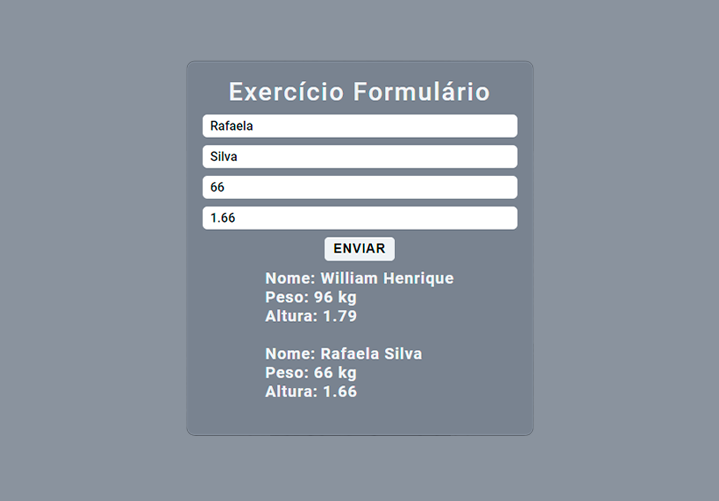 Exercício Formulário
Rafaela
Silva
66
1.66
ENVIAR
Nome: William Henrique
Peso: 96 kg
Altura: 1.79
Nome: Rafaela Silva
Peso: 66 kg
Altura: 1.66